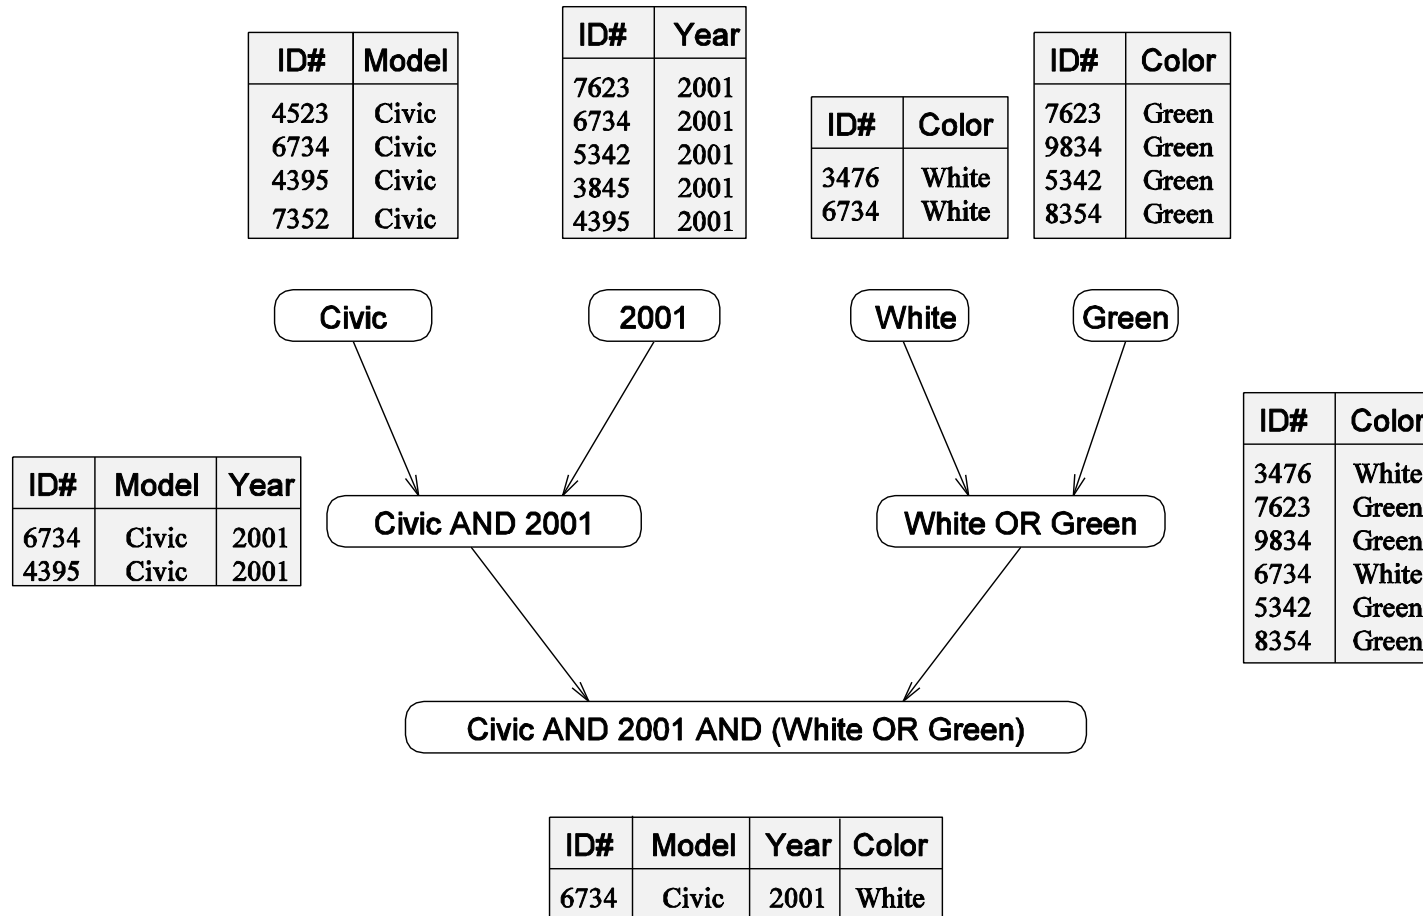 ID# Model
4523 Civic
6734 Civic
4395 Civic
7352 Civic
ID# Year
7623 2001
6734 2001
5342 2001
3845 2001
4395 2001
ID# Color
3476 White
6734 White
ID# Color
7623 Green
9834 Green
5342 Green
8354 Green
Civic
2001
White
Green
ID# Model Year
6734 Civic 2001
4395 Civic 2001
Civic AND 2001
White OR Green
ID# Color
3476 White
7623 Green
9834 Green
6734 White
5342 Green
8354 Green
Civic AND 2001 AND (White OR Green)
ID# Model Year Color
6734 Civic 2001 White